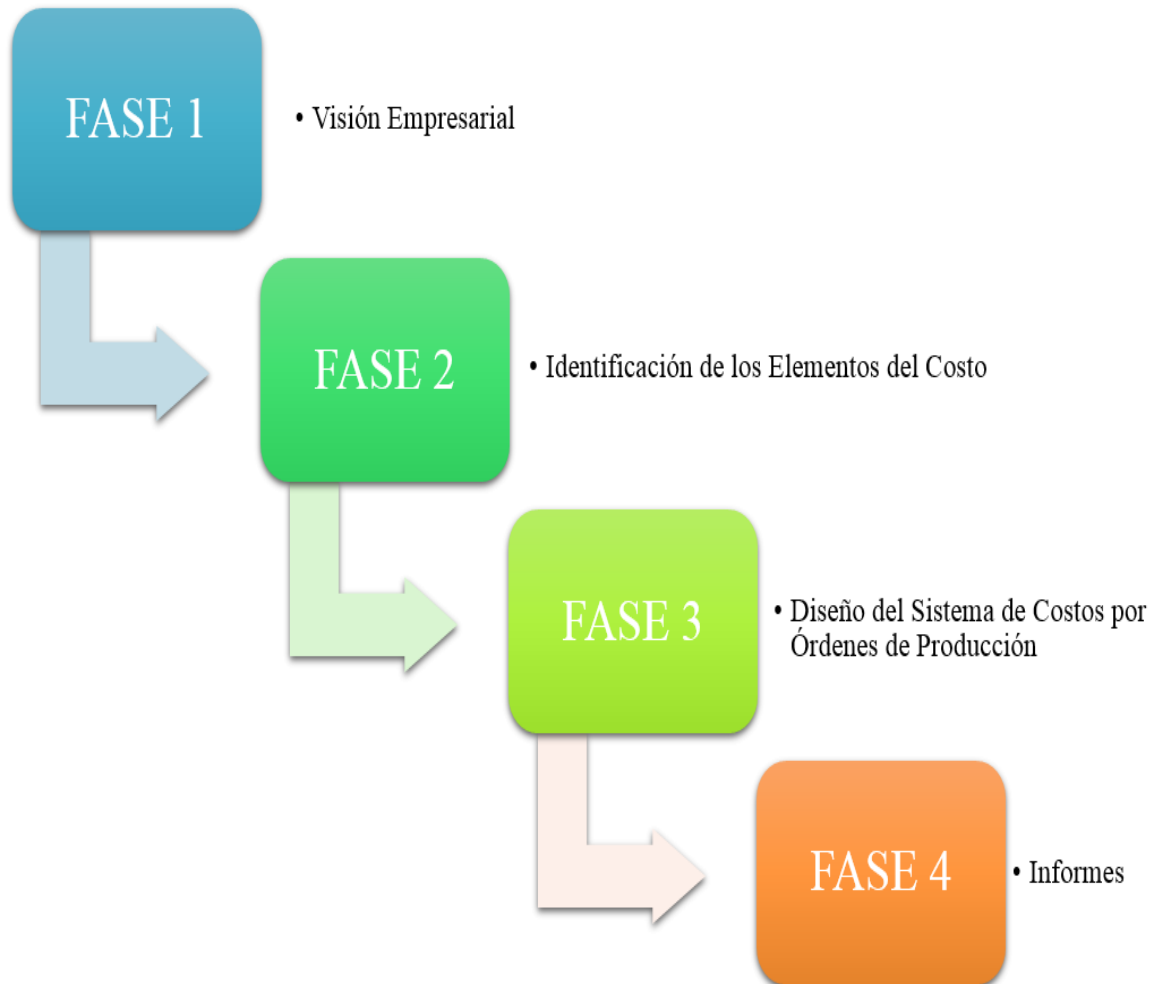 FASE 1
• Visión Empresarial
FASE 2
• Identificación de los Elementos del Costo
FASE 3
• Diseño del Sistema de Costos por
Órdenes de Producción
FASE 4
• Informes